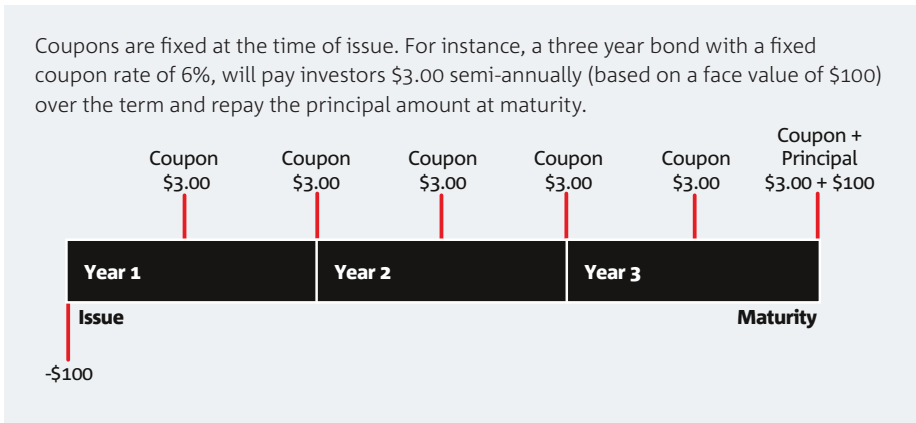 Coupons are fixed at the time of issue. For instance, a three year bond with a fixed
coupon rate of 6%, will pay investors $3.00 semi-annually (based on a face value of $100)
over the term and repay the principal amount at maturity.
Coupon
$3.00
Coupon
$3.00
Coupon
$3.00
Coupon
$3.00
Coupon
$3.00
Coupon +
Principal
$3.00 + $100
Year 1
Year 2
Year 3
Issue
Maturity
-$100